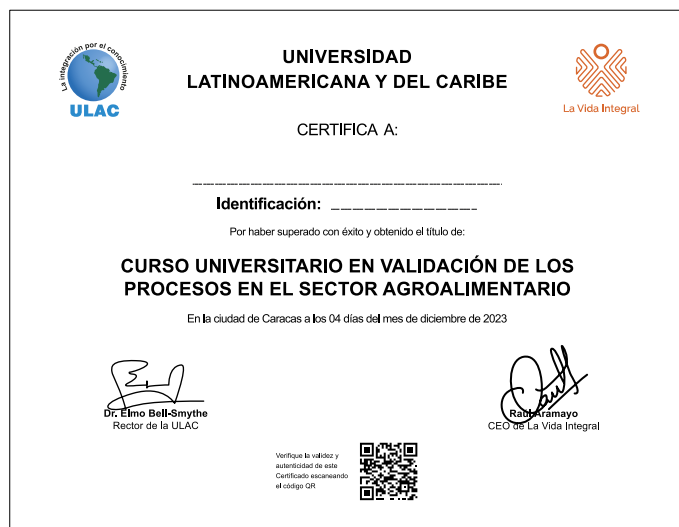 La integración por el conocimiento
ULAC
UNIVERSIDAD
LATINOAMERICANA Y DEL CARIBE
La Vida Integral
CERTIFICA A:
Identificación:
Por haber superado con éxito y obtenido el título de:
CURSO UNIVERSITARIO EN VALIDACIÓN DE LOS
PROCESOS EN EL SECTOR AGROALIMENTARIO
En la ciudad de Caracas a los 04 días del mes de diciembre de 2023
Dr. Elmo Bell-Smythe
Rector de la ULAC
Raúl Aramayo
CEO de La Vida Integral
Verifique la validez y
autenticidad de este
Certificado escaneando
el código QR